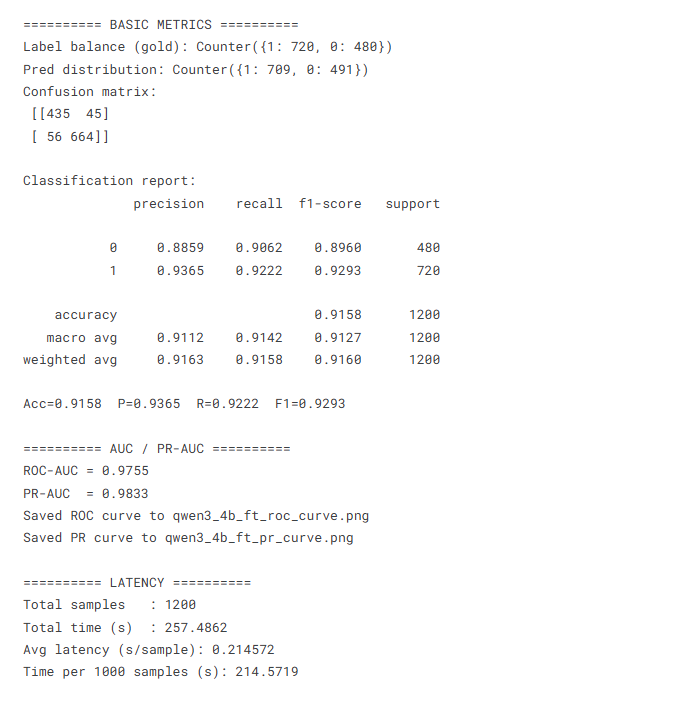 ========== BASIC METRICS ==========
Label balance (gold): Counter({1: 720, 0: 480})
Pred distribution: Counter({1: 709, 0: 491})
Confusion matrix:
 [[435  45]
 [ 56 664]]

Classification report:
              precision    recall  f1-score   support

           0     0.8859    0.9062    0.8960       480
           1     0.9365    0.9222    0.9293       720

    accuracy                         0.9158      1200
   macro avg     0.9112    0.9142    0.9127      1200
weighted avg     0.9163    0.9158    0.9160      1200

Acc=0.9158  P=0.9365  R=0.9222  F1=0.9293

========== AUC / PR-AUC ==========
ROC-AUC = 0.9755
PR-AUC  = 0.9833
Saved ROC curve to qwen3_4b_ft_roc_curve.png
Saved PR curve to qwen3_4b_ft_pr_curve.png

========== LATENCY ==========
Total samples   : 1200
Total time (s)  : 257.4862
Avg latency (s/sample): 0.214572
Time per 1000 samples (s): 214.5719